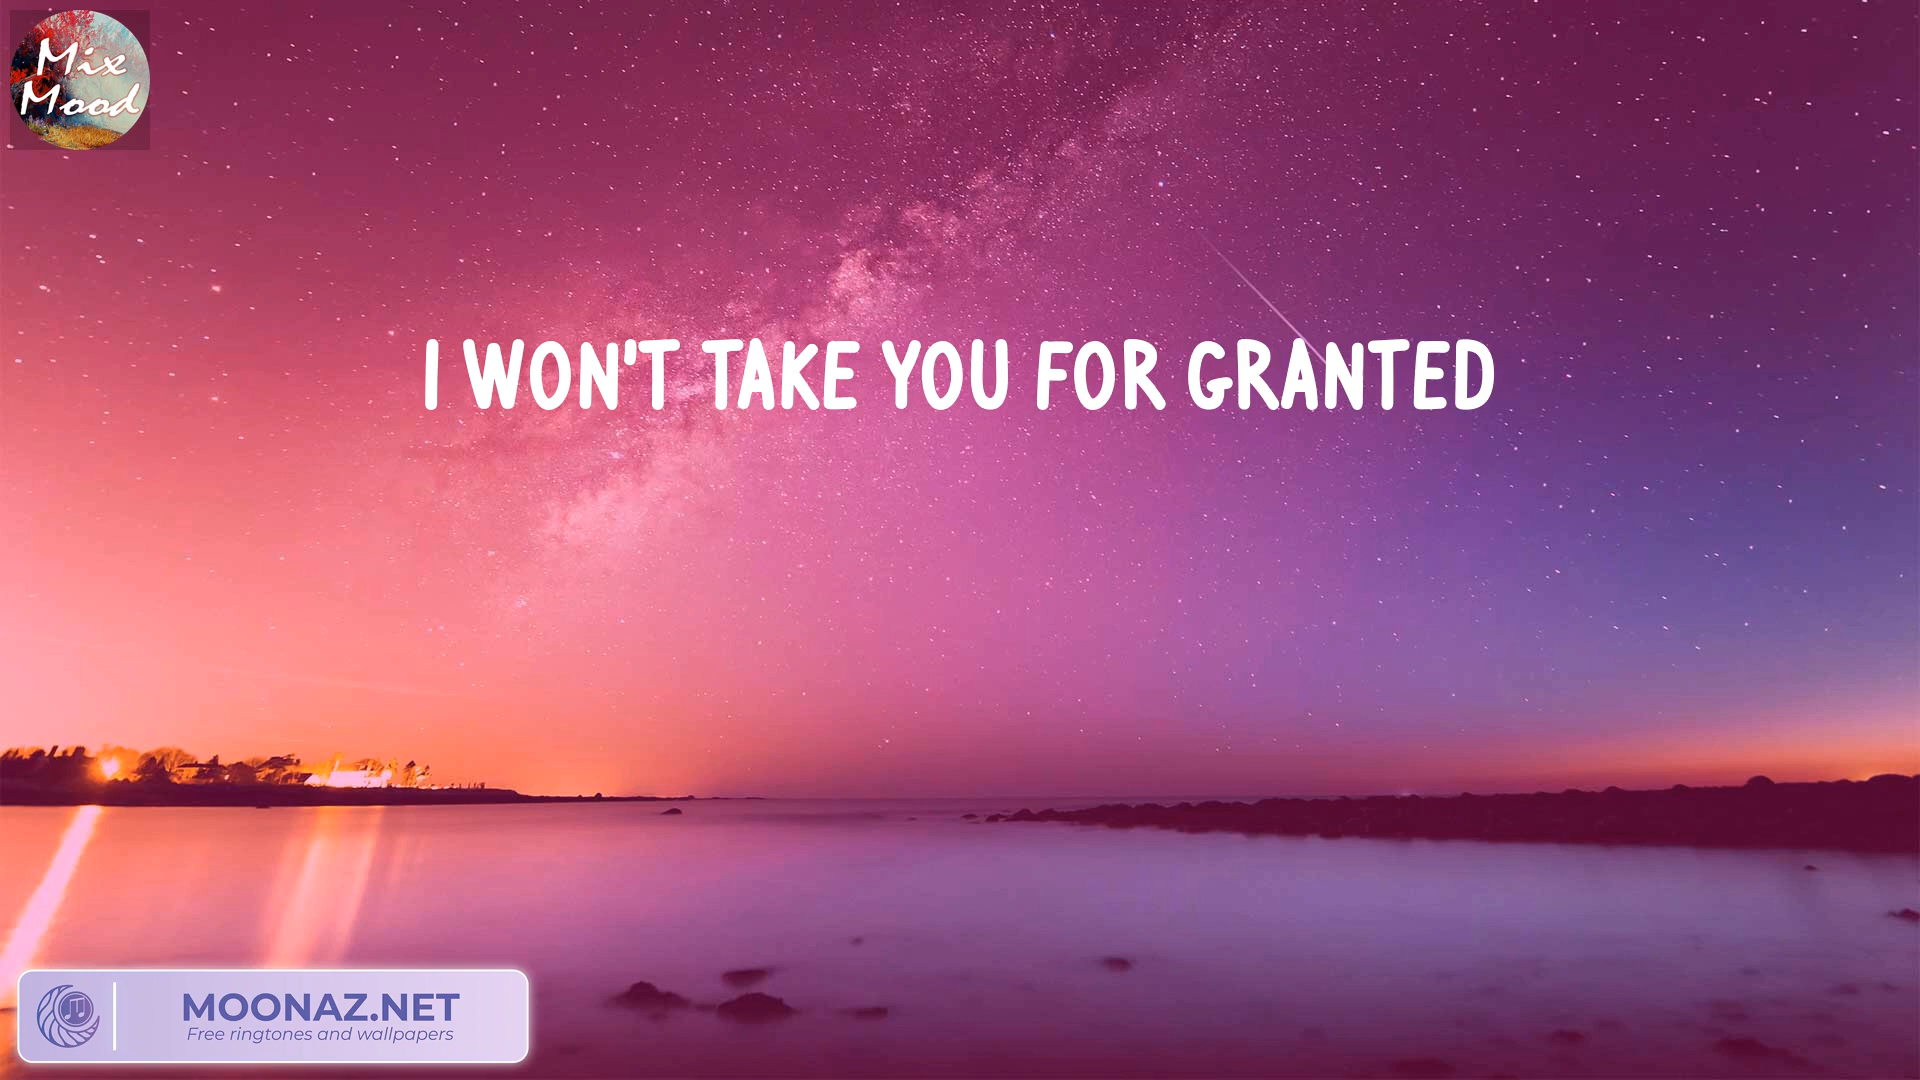 Mix
Mood
I WON'T TAKE YOU FOR GRANTED
MOONAZ.NET
Free ringtones and wallpapers